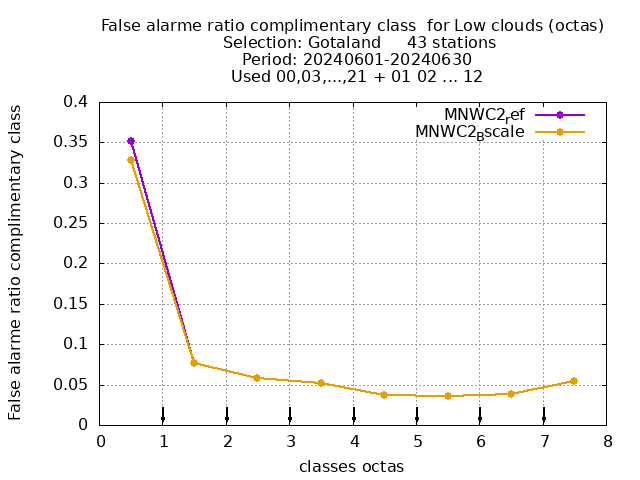 False alarme ratio complimentary class  for Low clouds (octas)
Selection: Gotaland     43 stations
Period: 20240601-20240630
Used 00,03,...,21 + 01 02 ... 12
MNWC2ref
MNWC2Bscale
False alarme ratio complimentary class
0.4
0.35
0.3
0.25
0.2
0.15
0.1
0.05
0
0 1 2 3 4 5 6 7 8
classes octas